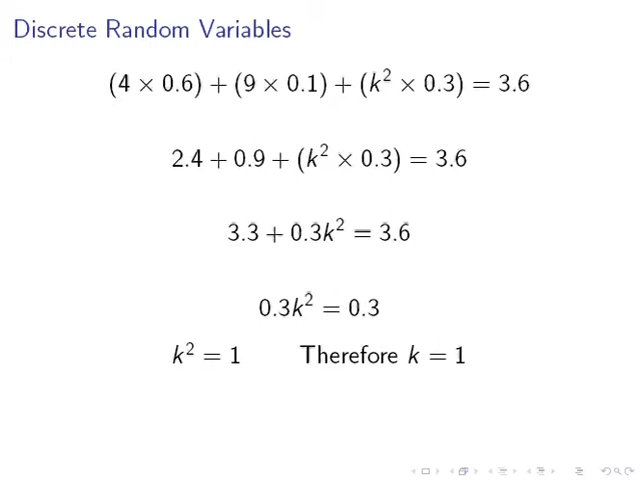 Discrete Random Variables
(4 × 0.6) + (9 × 0.1) + (k² × 0.3) = 3.6
2.4 + 0.9 + (k² × 0.3) = 3.6
3.3 + 0.3k² = 3.6
0.3k² = 0.3
k² = 1 Therefore k = 1